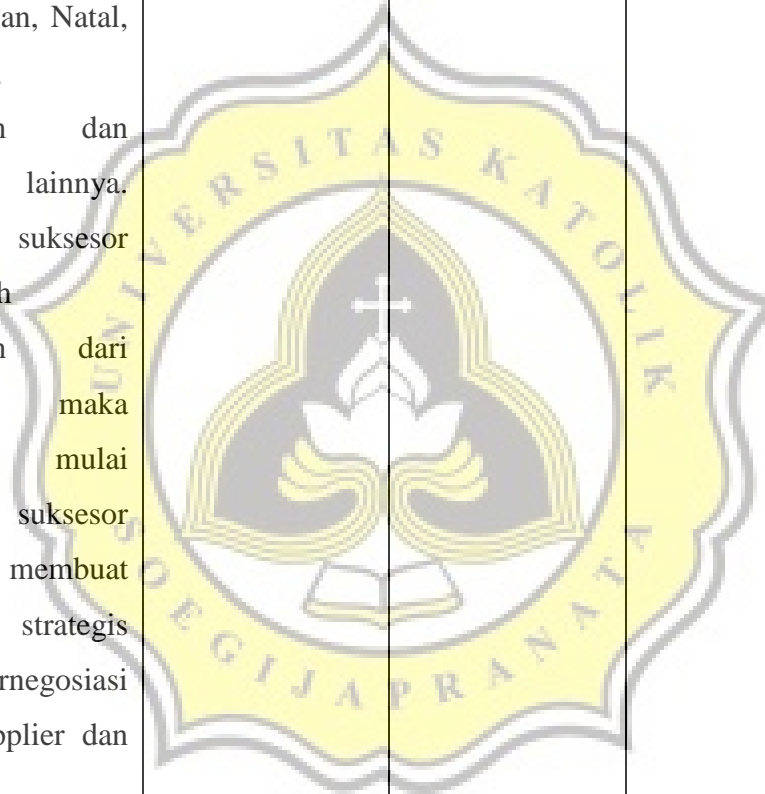 an, Natal,
n dan
lainnya.
suksesor
h
n dari
maka
mulai
suksesor
membuat
strategis
rnegosiasi
pplier dan
UNIVERSITAS KATOLIK
SOEGIJAPRANATA